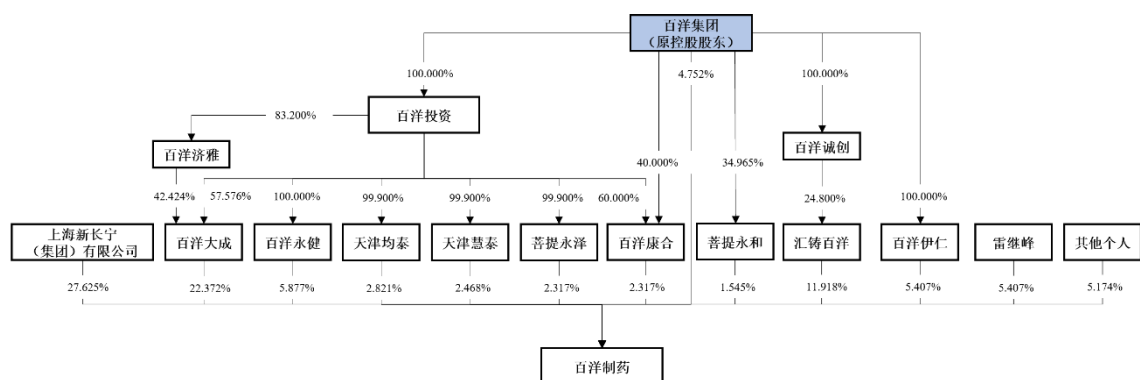 百洋集团
（原控股股东）
100.000%
4.752%
100.000%
83.200%
百洋投资
百洋济雅
百洋诚创
40.000%
34.965%
42.424%
57.576%
100.000%
99.900%
99.900%
99.900%
60.000%
24.800%
100.000%
上海新长宁
（集团）有限公司
百洋大成
百洋永健
天津均泰
天津慧泰
菩提永泽
百洋康合
菩提永和
汇铸百洋
百洋伊仁
雷继峰
其他个人
27.625%
22.372%
5.877%
2.821%
2.468%
2.317%
2.317%
1.545%
11.918%
5.407%
5.407%
5.174%
百洋制药